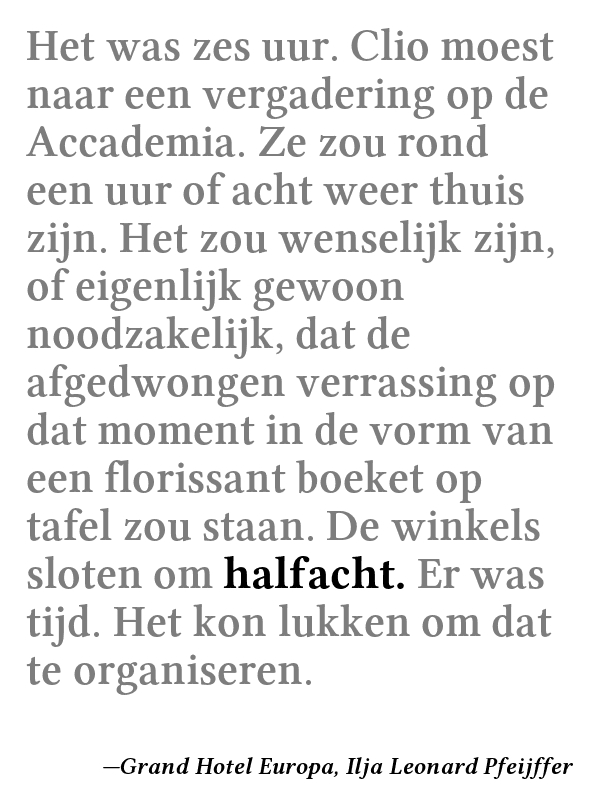 Het was zes uur. Clio moest
naar een vergadering op de
Accademia. Ze zou rond
een uur of acht weer thuis
zijn. Het zou wenselijk zijn,
of eigenlijk gewoon
noodzakelijk, dat de
afgedwongen verrassing op
dat moment in de vorm van
een florissant boeket op
tafel zou staan. De winkels
sloten om halfacht. Er was
tijd. Het kon lukken om dat
te organiseren.
—Grand Hotel Europa, Ilja Leonard Pfeijffer